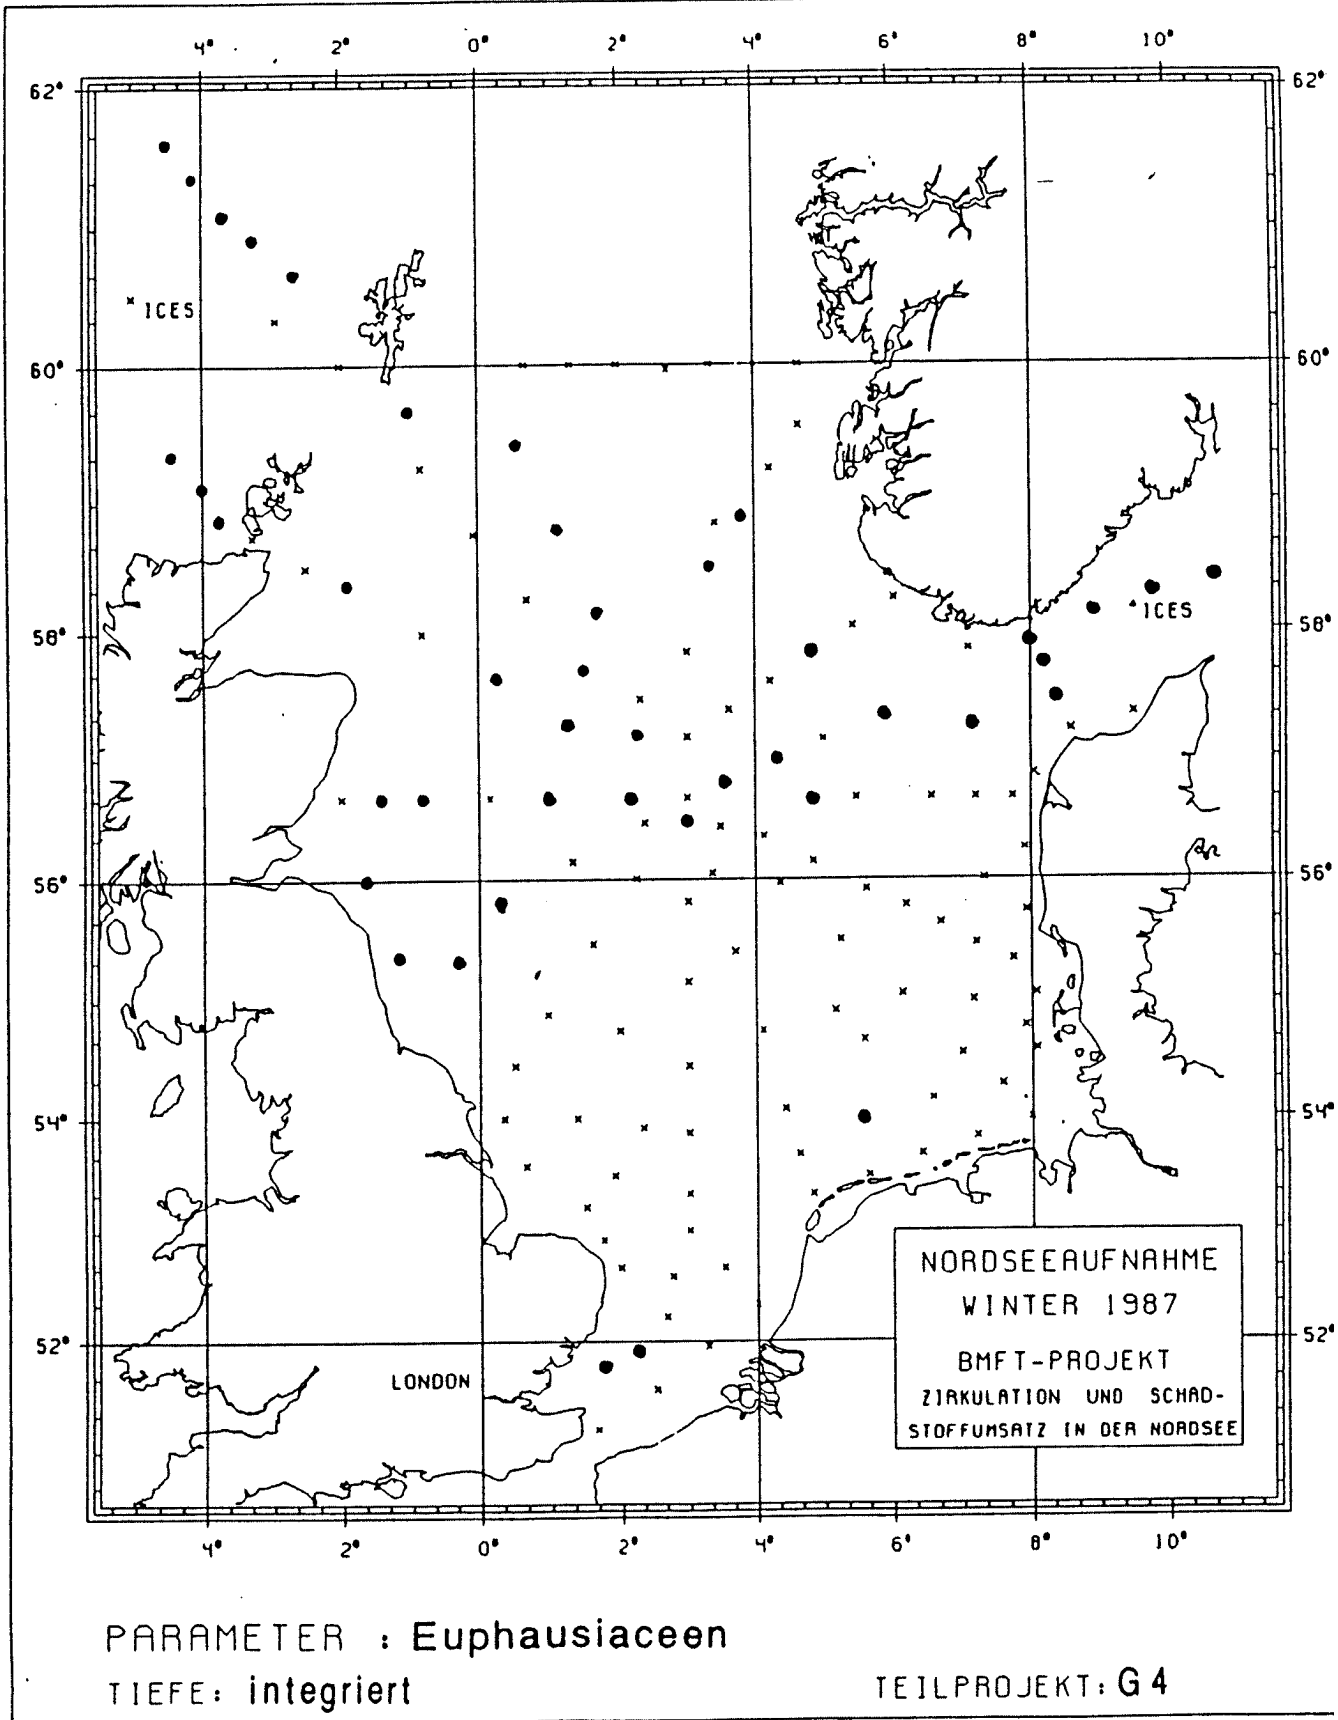 4° 2° 0° 2° 4° 6° 8° 10°
62° 62°
× ICES
60° 60°
ICES
58° 58°
56° 56°
54° 54°
NORDSEEAUFNAHME
WINTER 1987
52° 52°
BMFT-PROJEKT
LONDON
ZIRKULATION UND SCHAD-
STOFFUMSATZ IN DER NORDSEE
4° 2° 0° 2° 4° 6° 8° 10°
PARAMETER : Euphausiaceen
TIEFE: integriert
TEILPROJEKT: G4